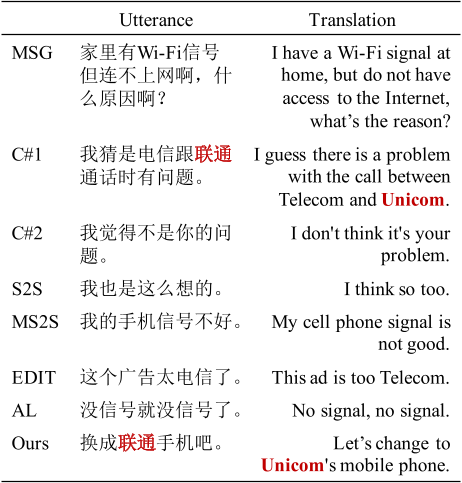 Utterance Translation
MSG 家里有Wi-Fi信号 I have a Wi-Fi signal at
但连不上网啊，什 home, but do not have
么原因啊？ access to the Internet,
what's the reason?
C#1 我猜是电信跟联通 I guess there is a problem
通话时有问题。 with the call between
Telecom and Unicom.
C#2 我觉得不是你的问 I don't think it's your
题。 problem.
S2S 我也是这么想的。 I think so too.
MS2S 我的手机信号不好。 My cell phone signal is
not good.
EDIT 这个广告太电信了。 This ad is too Telecom.
AL 没信号就没信号了。 No signal, no signal.
Ours 换成联通手机吧。 Let's change to
Unicom's mobile phone.